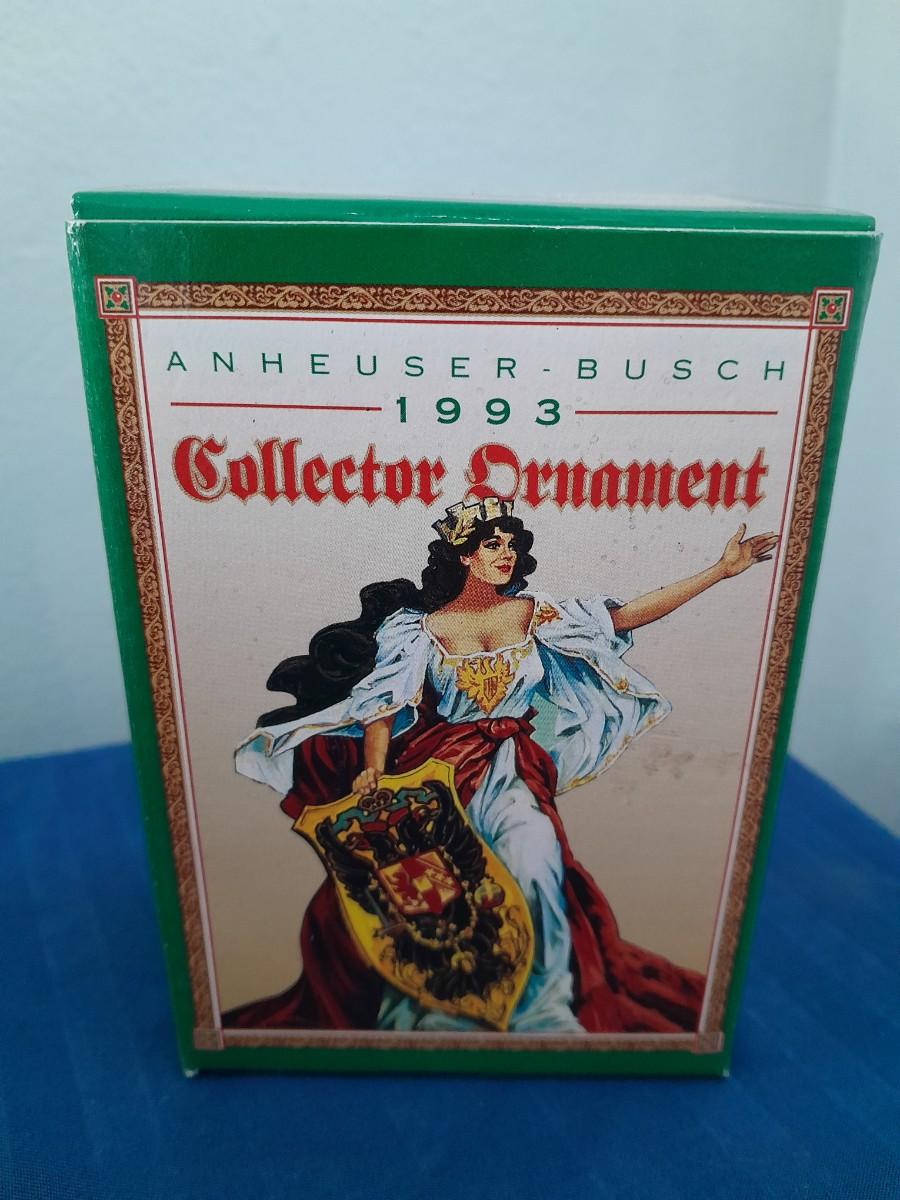 ANHEUSER-BUSCH
1993
Collector Ornament